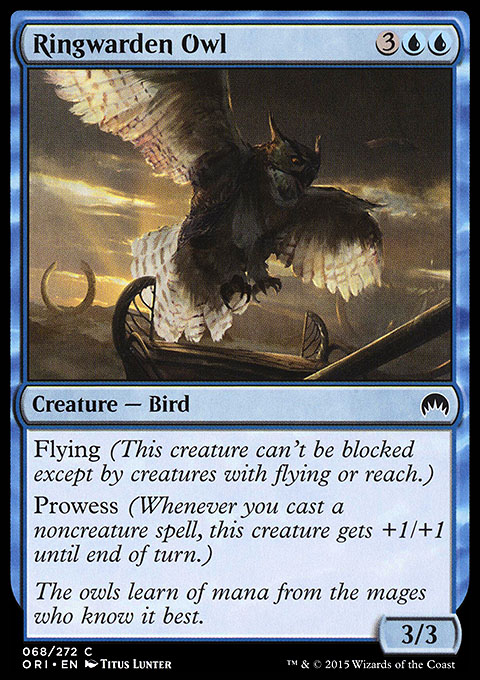 Ringwarden Owl 3
Creature — Bird
Flying (This creature can't be blocked
except by creatures with flying or reach.)
Prowess (Whenever you cast a
noncreature spell, this creature gets +1/+1
until end of turn.)
The owls learn of mana from the mages
who know it best.
3/3
068/272 C
ORI • EN Titus Lunter
™ & © 2015 Wizards of the Coast